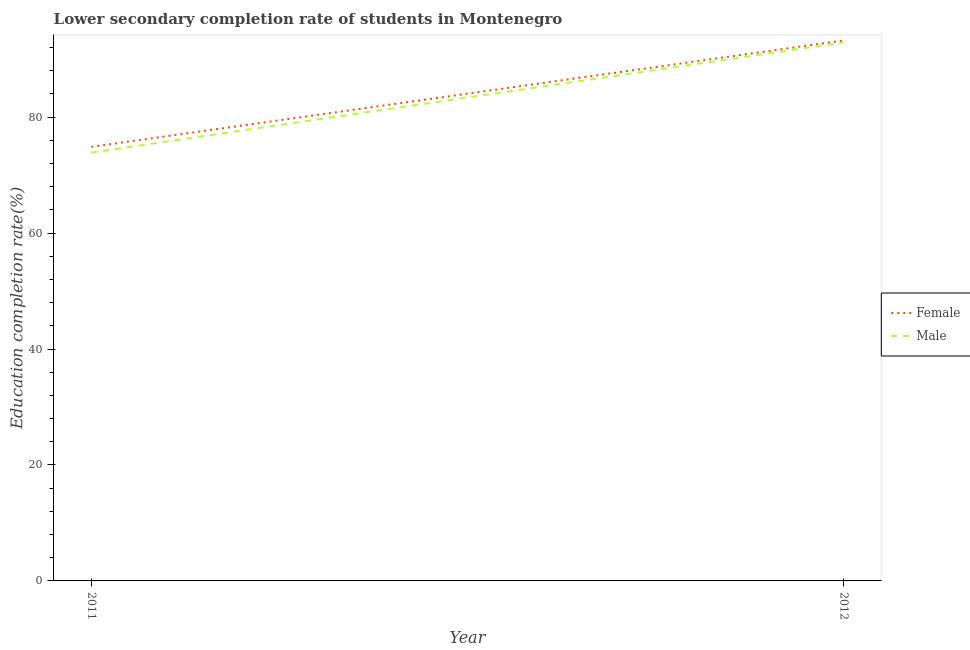 Lower secondary completion rate of students in Montenegro
Education completion rate(%)
80
60
40
20
0
2011
2012
Year
Female
Male